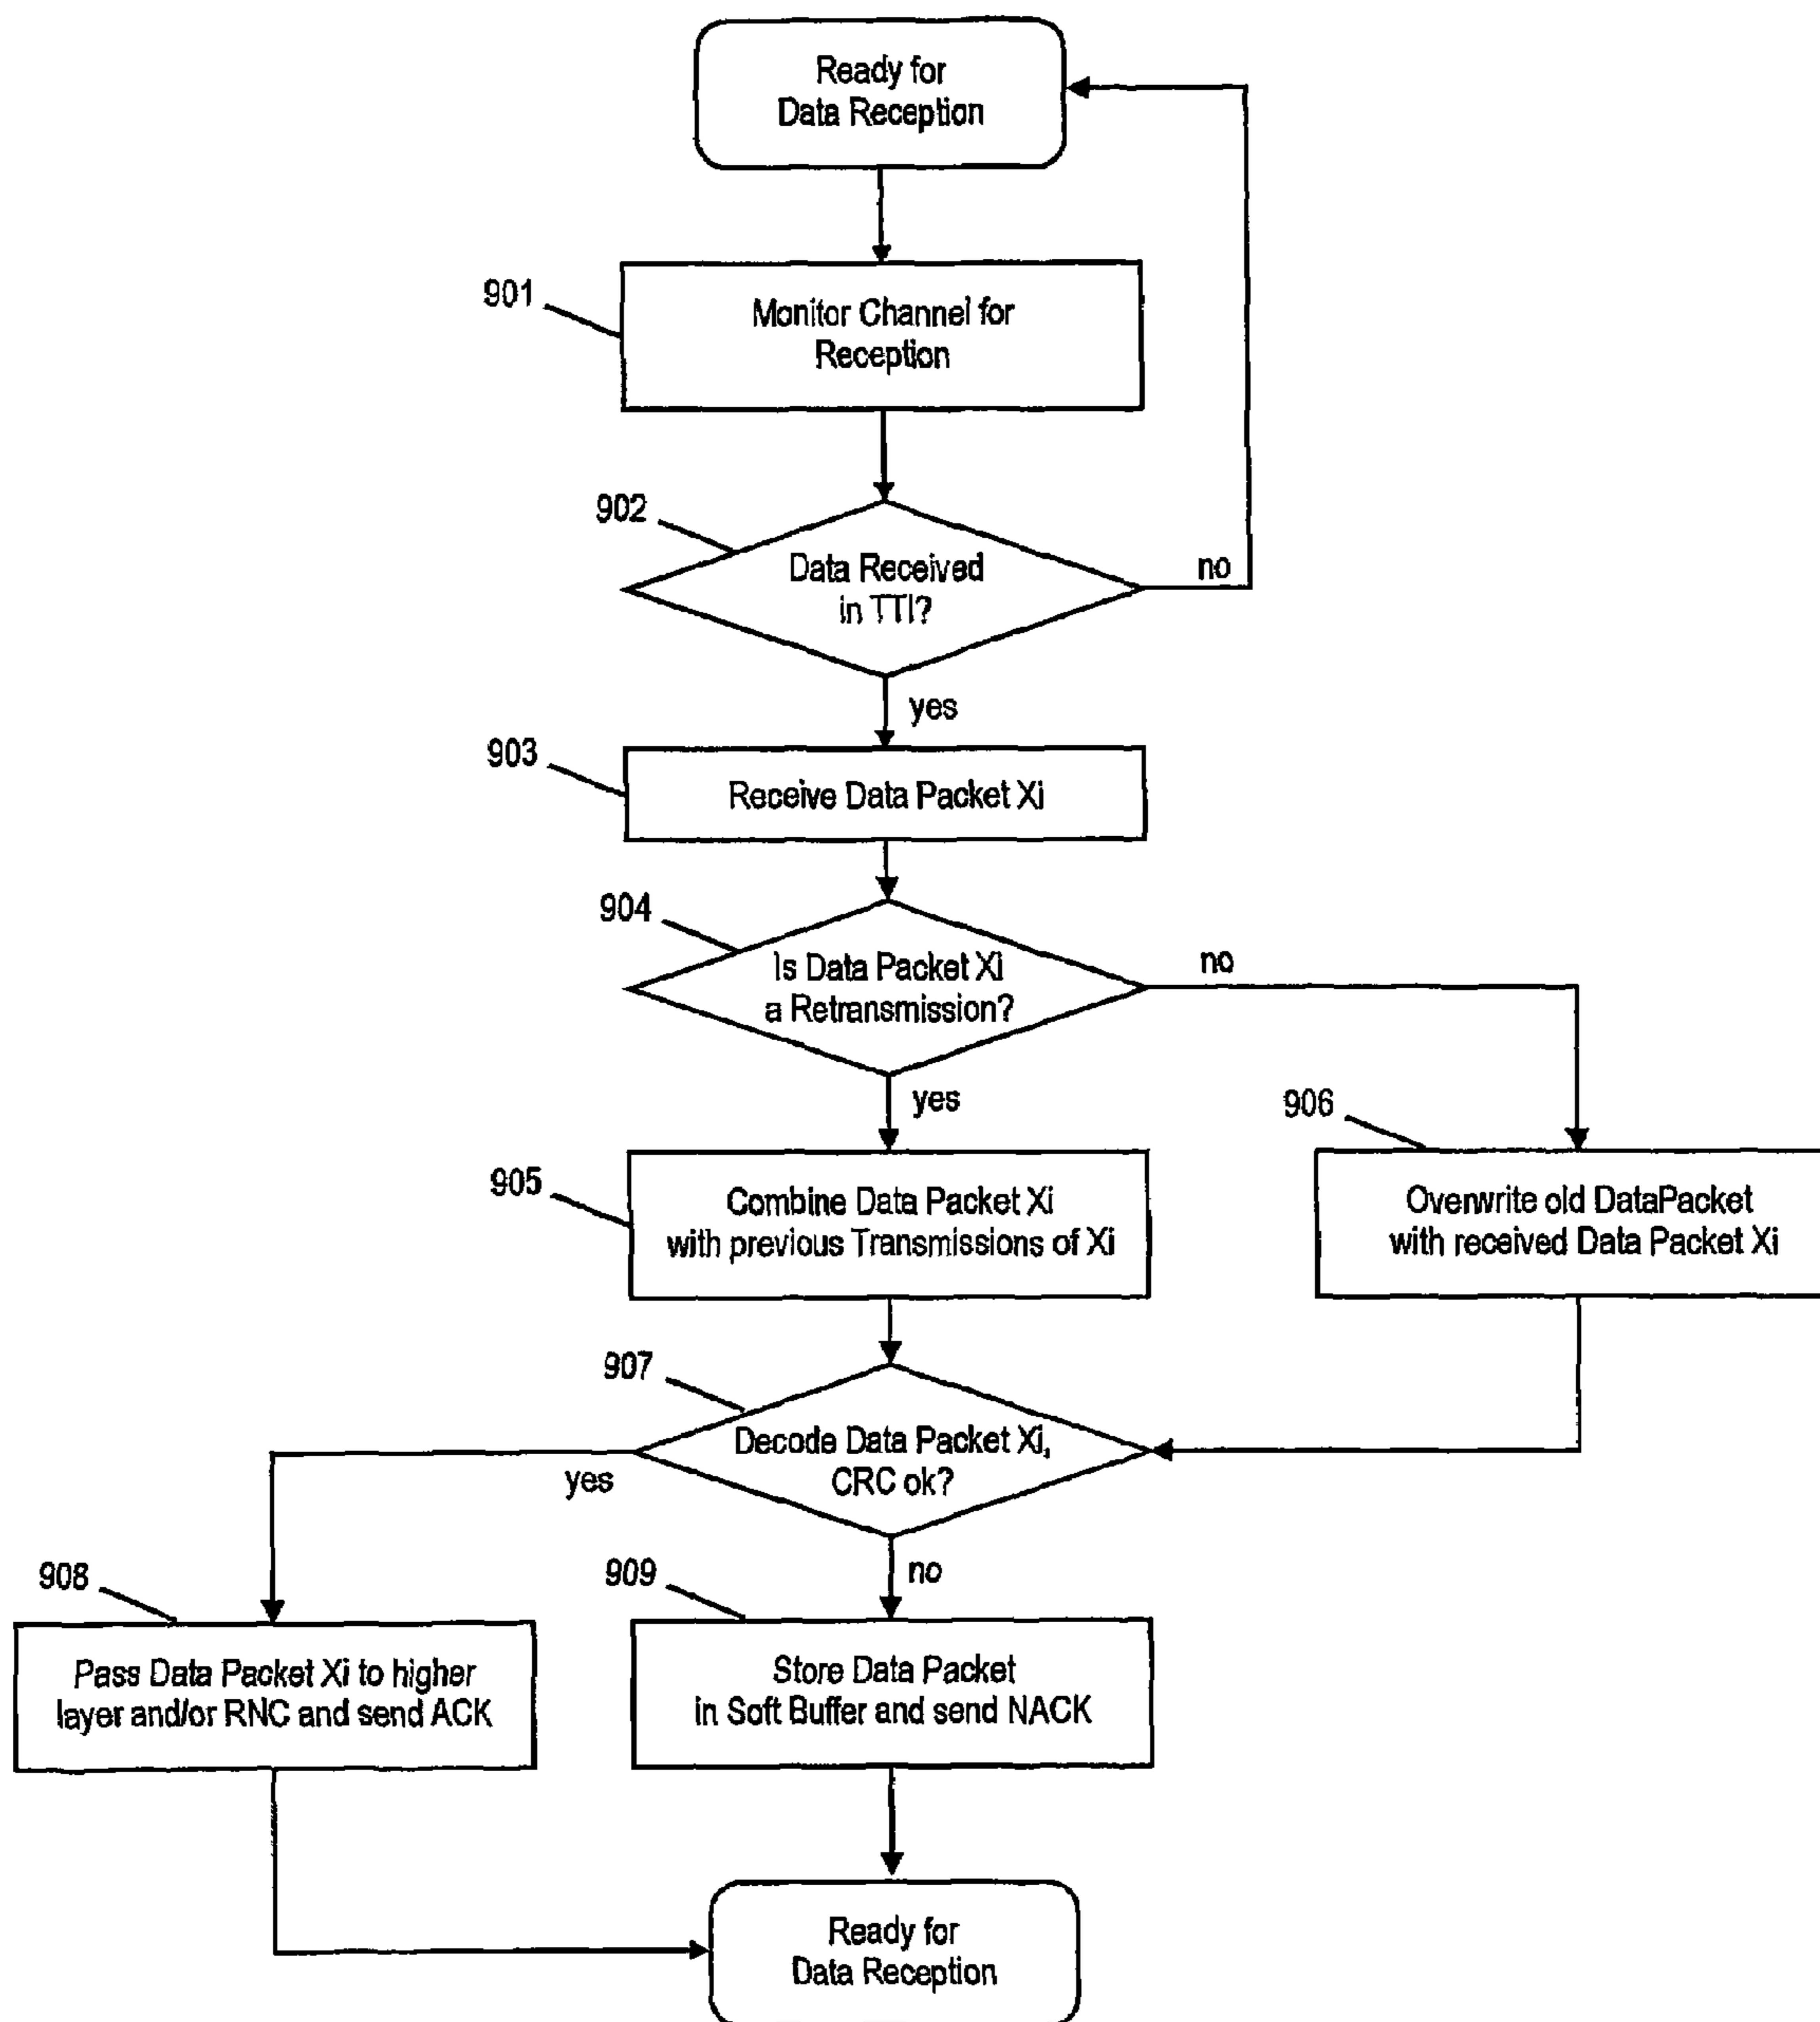 Ready for
Data Reception
901
Monitor Channel for
Reception
902
Data Received
in TTI?
no
yes
903
Receive Data Packet Xi
904
Is Data Packet Xi
a Retransmission?
no
yes
905
Combine Data Packet Xi
with previous Transmissions of Xi
906
Overwrite old DataPacket
with received Data Packet Xi
907
Decode Data Packet Xi,
CRC ok?
yes
no
908
Pass Data Packet Xi to higher
layer and/or RNC and send ACK
909
Store Data Packet
in Soft Buffer and send NACK
Ready for
Data Reception